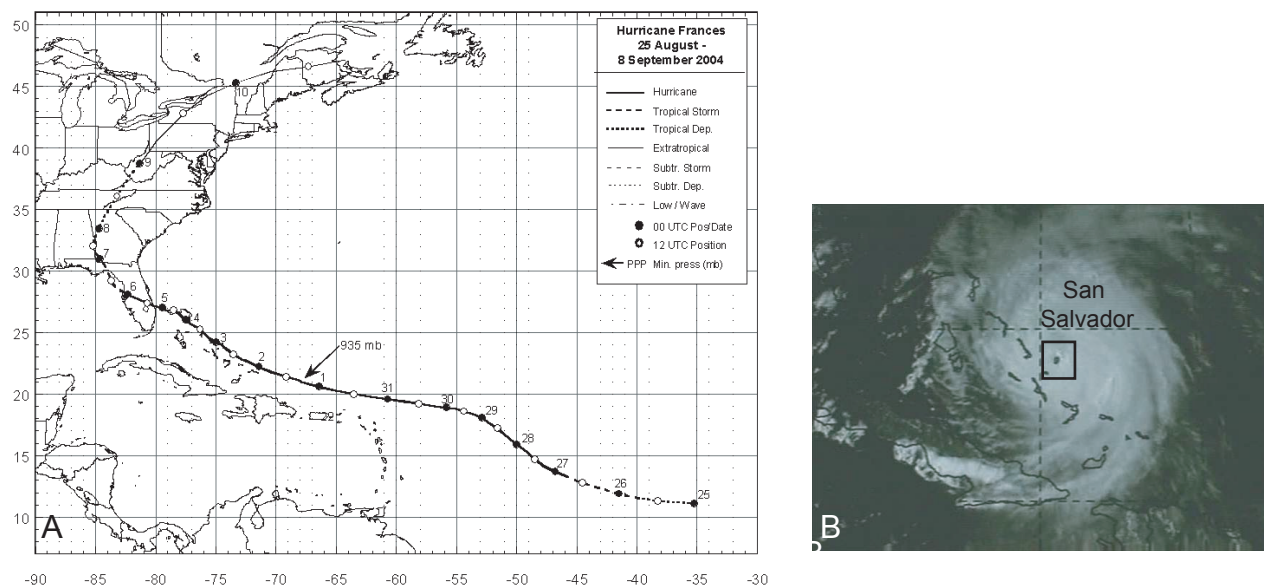 50
45
40
35
30
25
20
15
10
-90 -85 -80 -75 -70 -65 -60 -55 -50 -45 -40 -35 -30
Hurricane Frances
25 August -
8 September 2004
Hurricane
Tropical Storm
Tropical Dep.
Extratropical
Subtr. Storm
Subtr. Dep.
Low / Wave
00 UTC Pos/Date
12 UTC Position
PPP Min. press (mb)
10
9
8
7
6
5
4
3
2
1
935 mb
31
30
29
28
27
26
25
22
A
San
Salvador
B